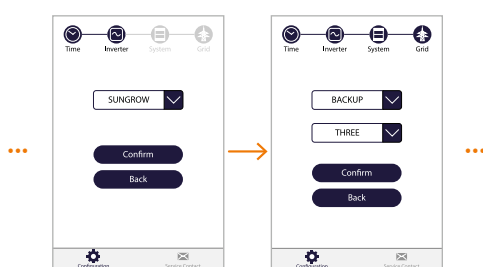 Time Inverter System Grid
SUNGROW
Confirm
Back
Configuration Service Contact
Time Inverter System Grid
BACKUP
THREE
Confirm
Back
Configuration Service Contact